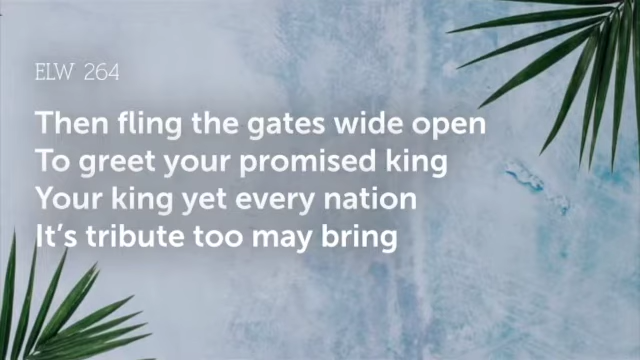 ELW 264
Then fling the gates wide open
To greet your promised king
Your king yet every nation
It's tribute too may bring